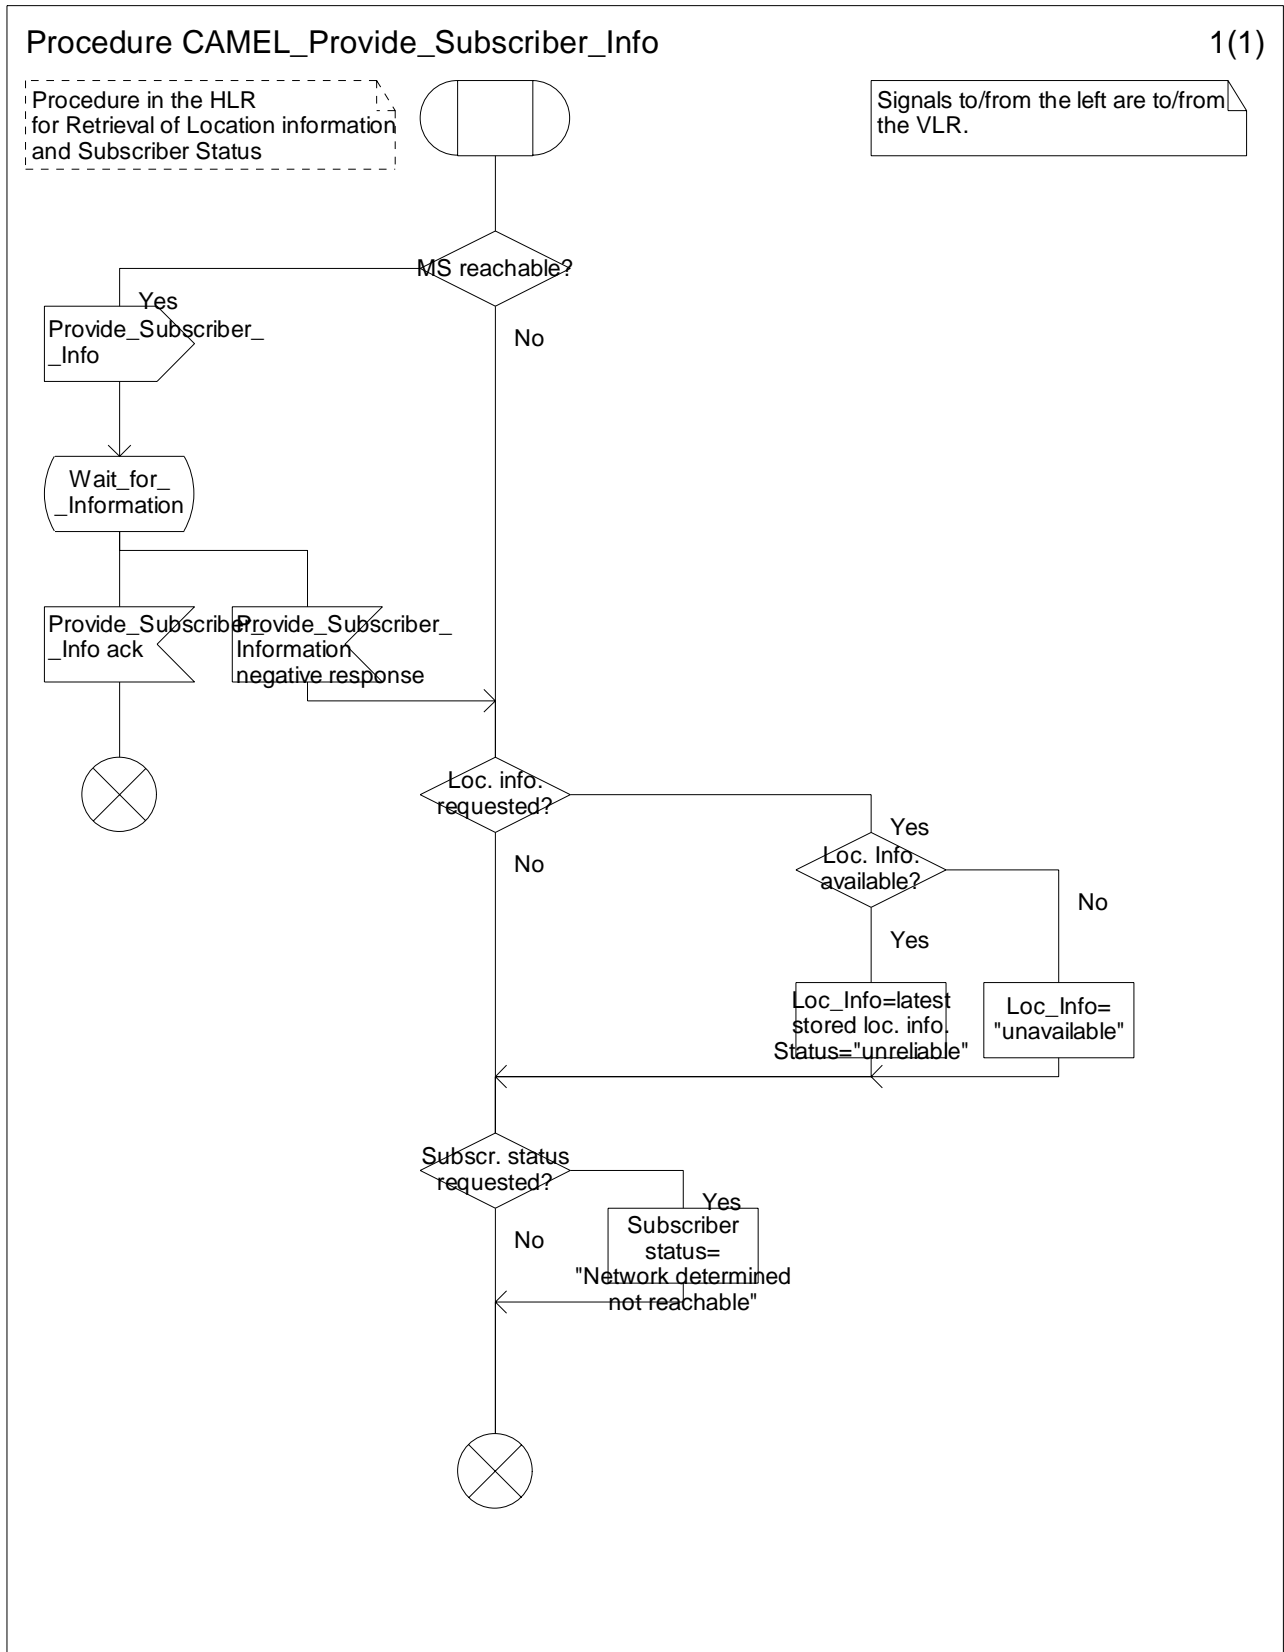 Procedure CAMEL_Provide_Subscriber_Info
1(1)
Procedure in the HLR
for Retrieval of Location information
and Subscriber Status
Signals to/from the left are to/from
the VLR.
MS reachable?
Yes
No
Provide_Subscriber_
_Info
Wait_for_
_Information
Provide_Subscriber_
_Info ack
Provide_Subscriber_
Information
negative response
Loc. info.
requested?
Yes
No
Loc. Info.
available?
No
Yes
Loc_Info=latest
stored loc. info.
Status="unreliable"
Loc_Info=
"unavailable"
Subscr. status
requested?
Yes
No
Subscriber
status=
"Network determined
not reachable"